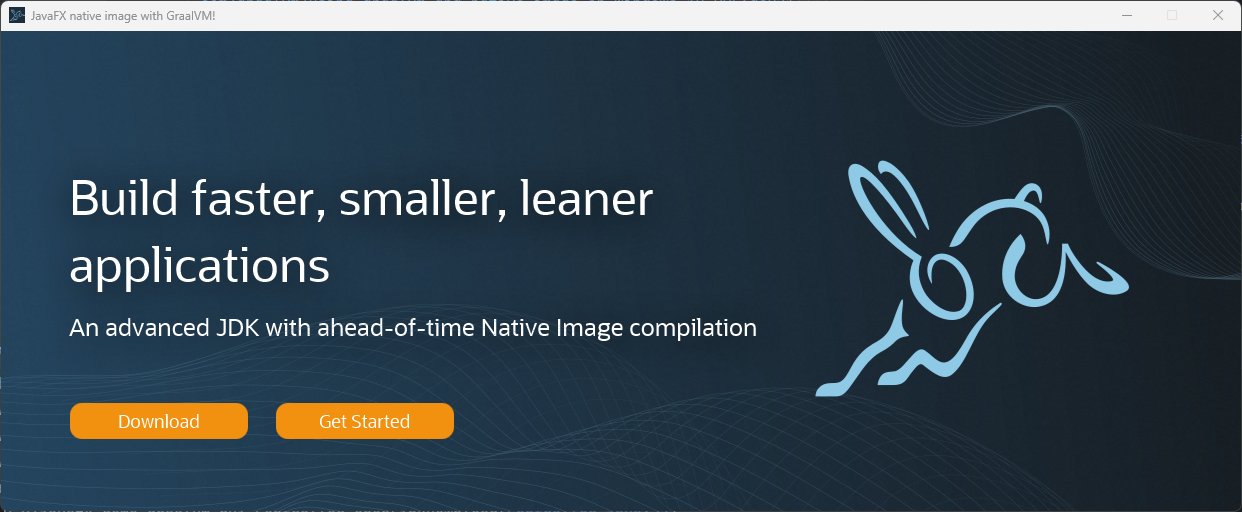 JavaFX native image with GraalVM!
Build faster, smaller, leaner
applications
An advanced JDK with ahead-of-time Native Image compilation
Download
Get Started